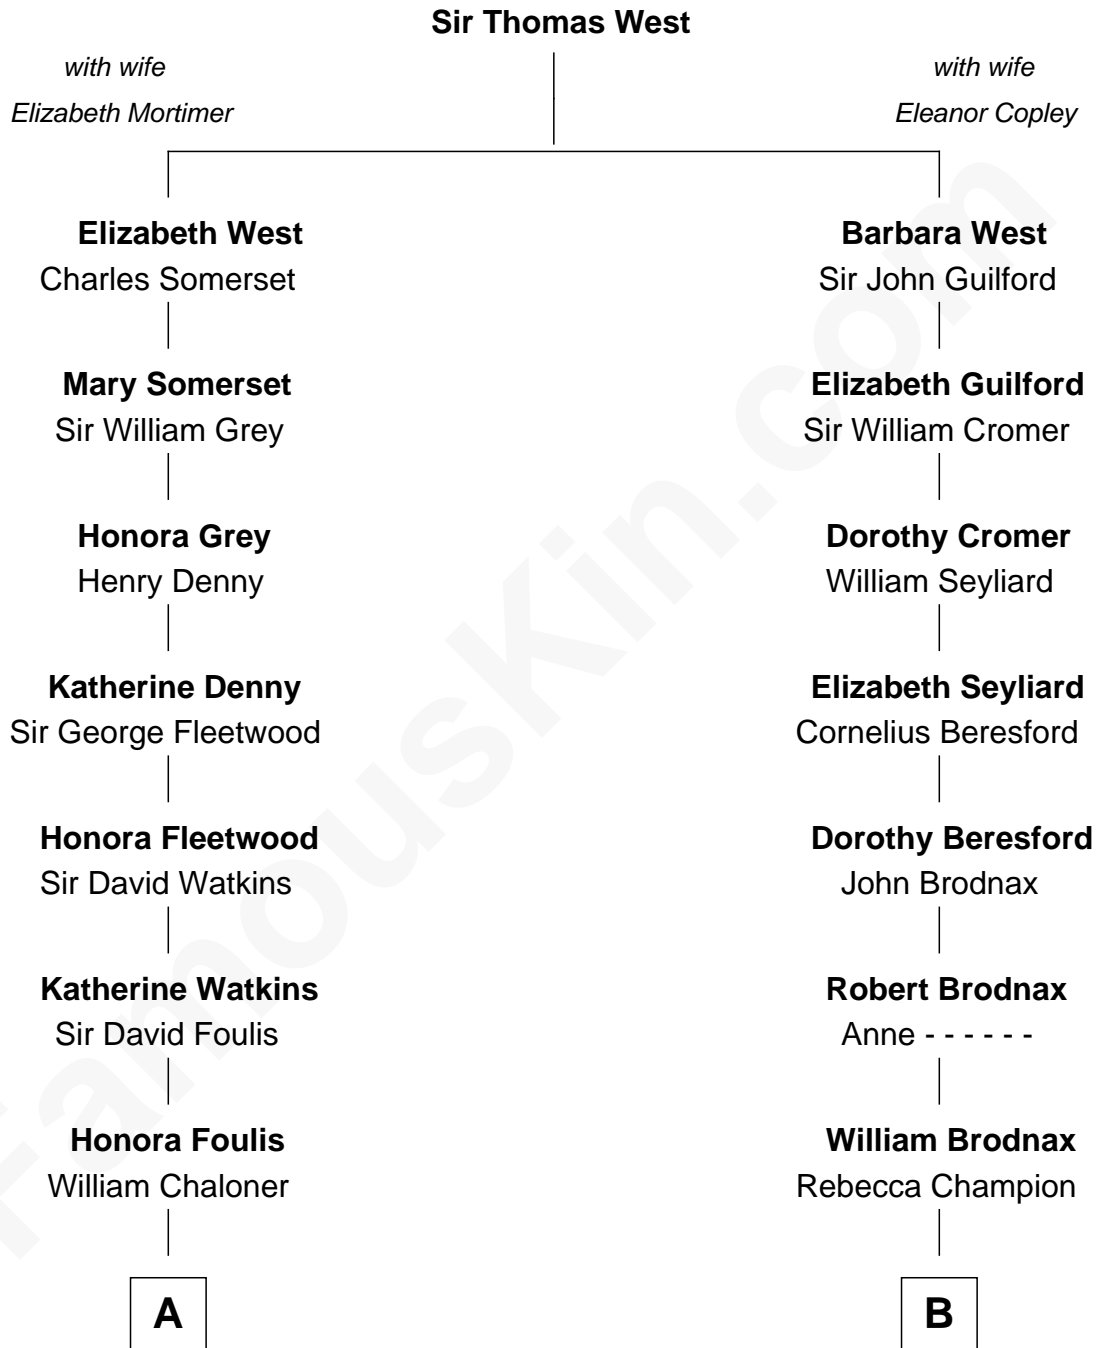 Sir Thomas West
with wife
Elizabeth Mortimer
with wife
Eleanor Copley
Elizabeth West
Charles Somerset
Barbara West
Sir John Guilford
Mary Somerset
Sir William Grey
Elizabeth Guilford
Sir William Cromer
Honora Grey
Henry Denny
Dorothy Cromer
William Seyliard
Katherine Denny
Sir George Fleetwood
Elizabeth Seyliard
Cornelius Beresford
Honora Fleetwood
Sir David Watkins
Dorothy Beresford
John Brodnax
Katherine Watkins
Sir David Foulis
Robert Brodnax
Anne - - - - - -
Honora Foulis
William Chaloner
William Brodnax
Rebecca Champion
A
B
FamousKin.com